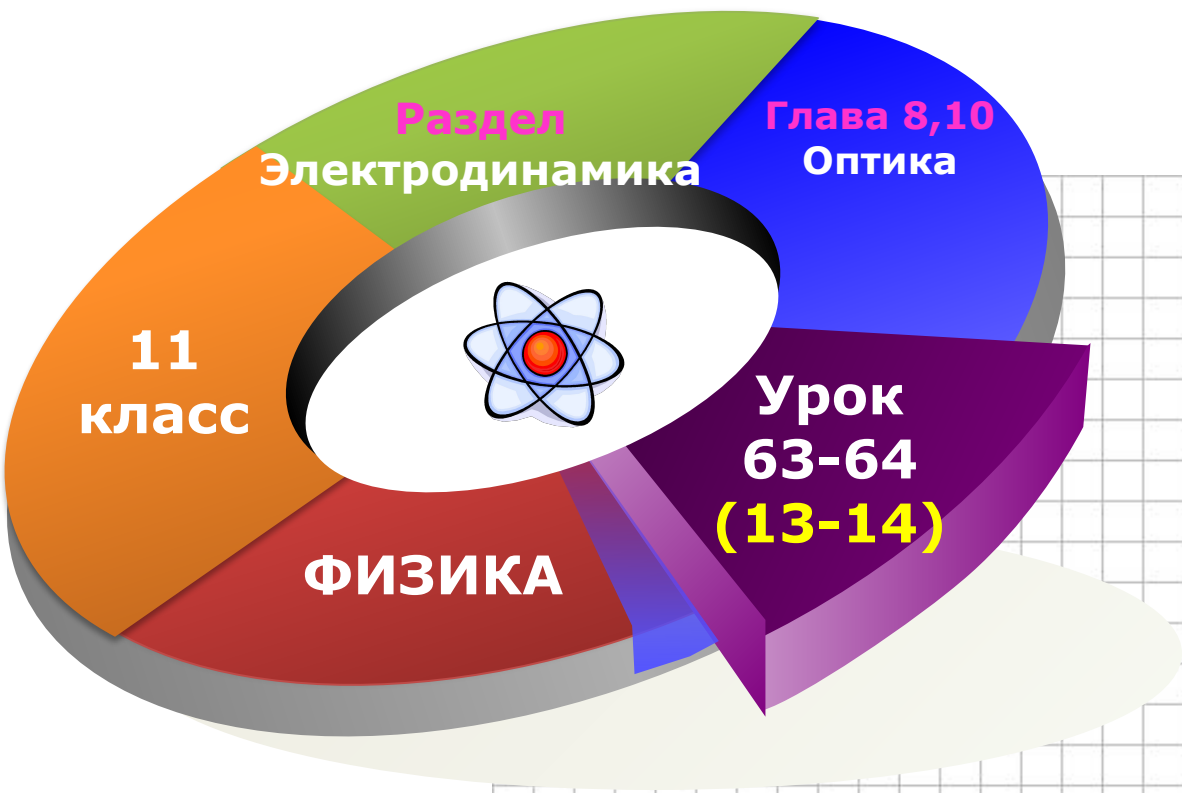 Раздел
Электродинамика
Глава 8,10
Оптика
11
класс
Урок
63-64
(13-14)
ФИЗИКА